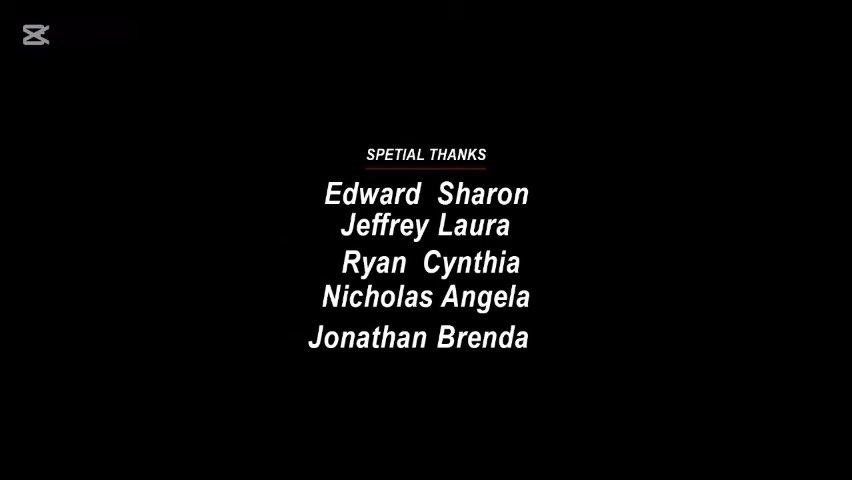 SPETIAL THANKS
Edward Sharon
Jeffrey Laura
Ryan Cynthia
Nicholas Angela
Jonathan Brenda